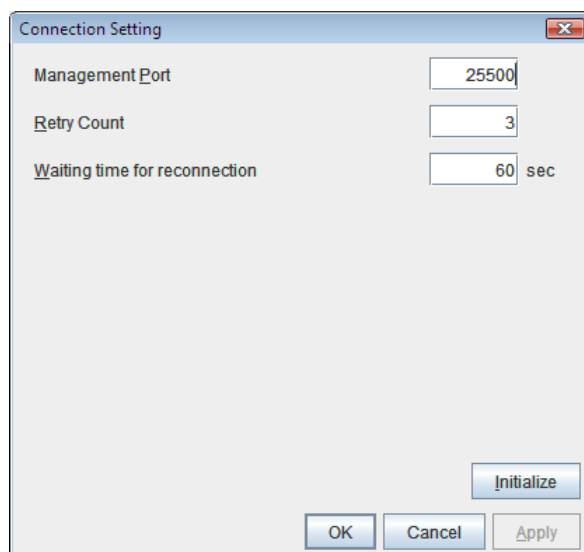 Connection Setting
Management Port 25500
Retry Count 3
Waiting time for reconnection 60 sec
Initialize
OK Cancel Apply